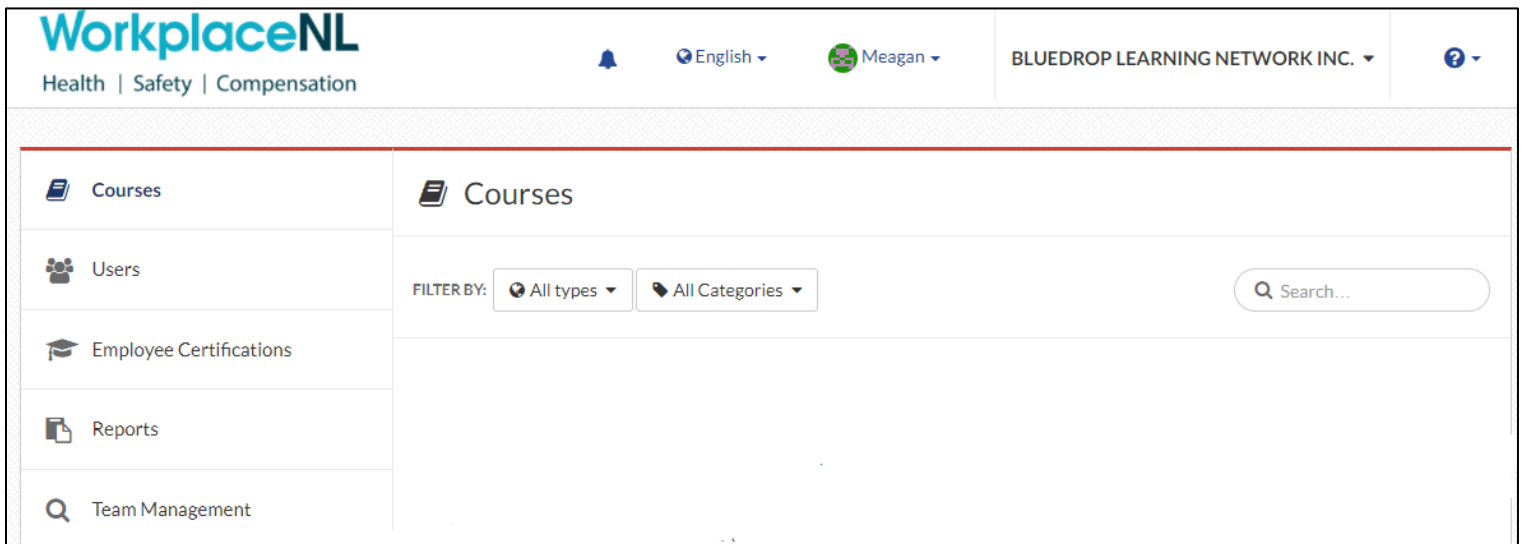 WorkplaceNL
Health | Safety | Compensation
English
Meagan
BLUEDROP LEARNING NETWORK INC.
Courses
Users
Employee Certifications
Reports
Team Management
Courses
FILTER BY:
All types
All Categories
Search...